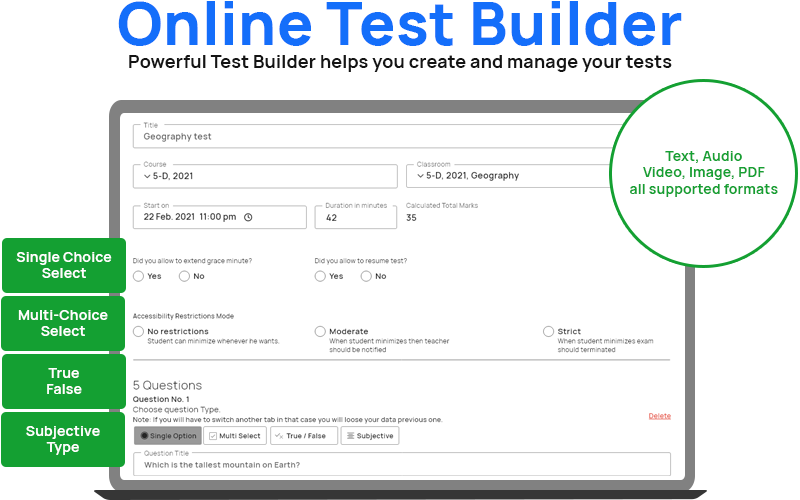 Online Test Builder
Powerful Test Builder helps you create and manage your tests
Text, Audio
Video, Image, PDF
all supported formats
Title
Geography test
Course
5-D, 2021
Classroom
5-D, 2021, Geography
Start on
22 Feb. 2021 11:00 pm
Duration in minutes
42
Calculated Total Marks
35
Single Choice
Select
Multi-Choice
Select
True
False
Subjective
Type
Did you allow to extend grace minute?
Yes No
Did you allow to resume test?
Yes No
Accessibility Restrictions Mode
No restrictions
Student can minimize whenever he wants.
Moderate
When student minimizes then teacher
should be notified
Strict
When student minimizes exam
should terminated
5 Questions
Question No. 1
Choose question Type.
Note: If you will have to switch another tab in that case you will loose your data previous one.
Delete
Single Option Multi Select True / False Subjective
Question Title
Which is the tallest mountain on Earth?